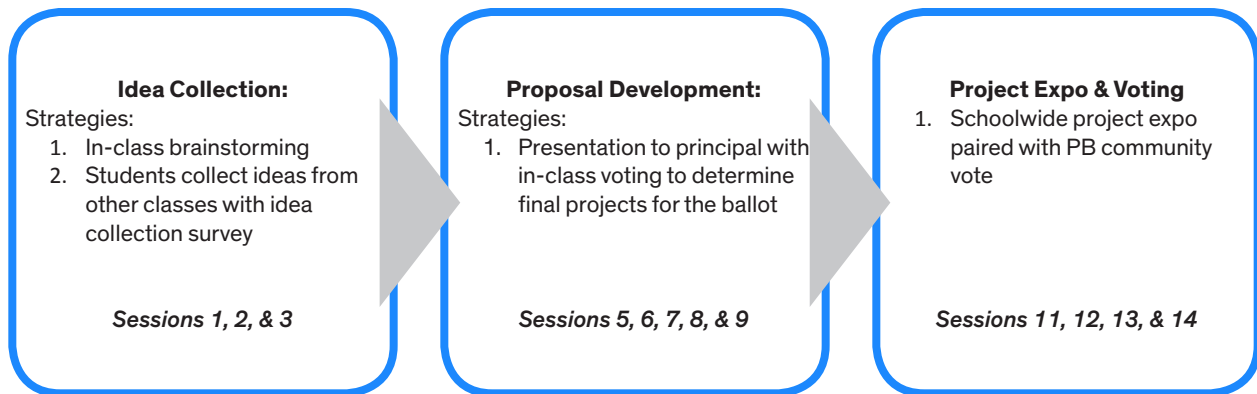 Idea Collection:
Strategies:
1. In-class brainstorming
2. Students collect ideas from
other classes with idea
collection survey
Sessions 1, 2, & 3
Proposal Development:
Strategies:
1. Presentation to principal with
in-class voting to determine
final projects for the ballot
Sessions 5, 6, 7, 8, & 9
Project Expo & Voting
1. Schoolwide project expo
paired with PB community
vote
Sessions 11, 12, 13, & 14